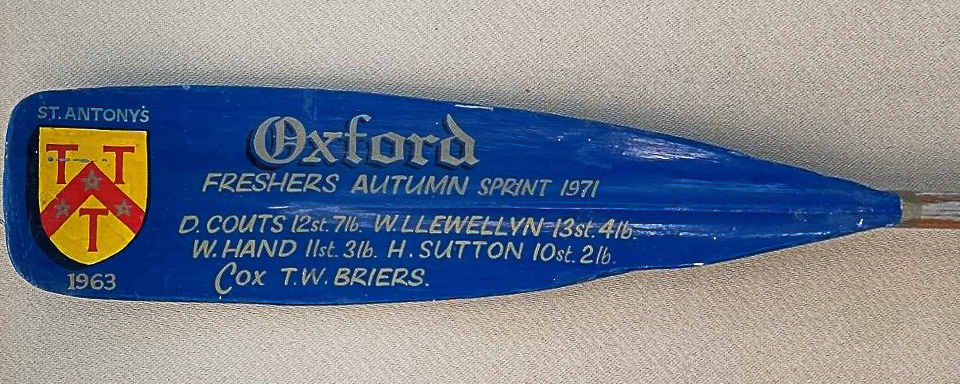 ST. ANTONY'S
T T
T
1963
Oxford
FRESHERS AUTUMN SPRINT 1971
D. COUTS 12st. 7lb. W. LLEWELLYN 13st. 4lb.
W. HAND 11st. 3lb. H. SUTTON 10st. 2lb.
COX T.W. BRIERS.